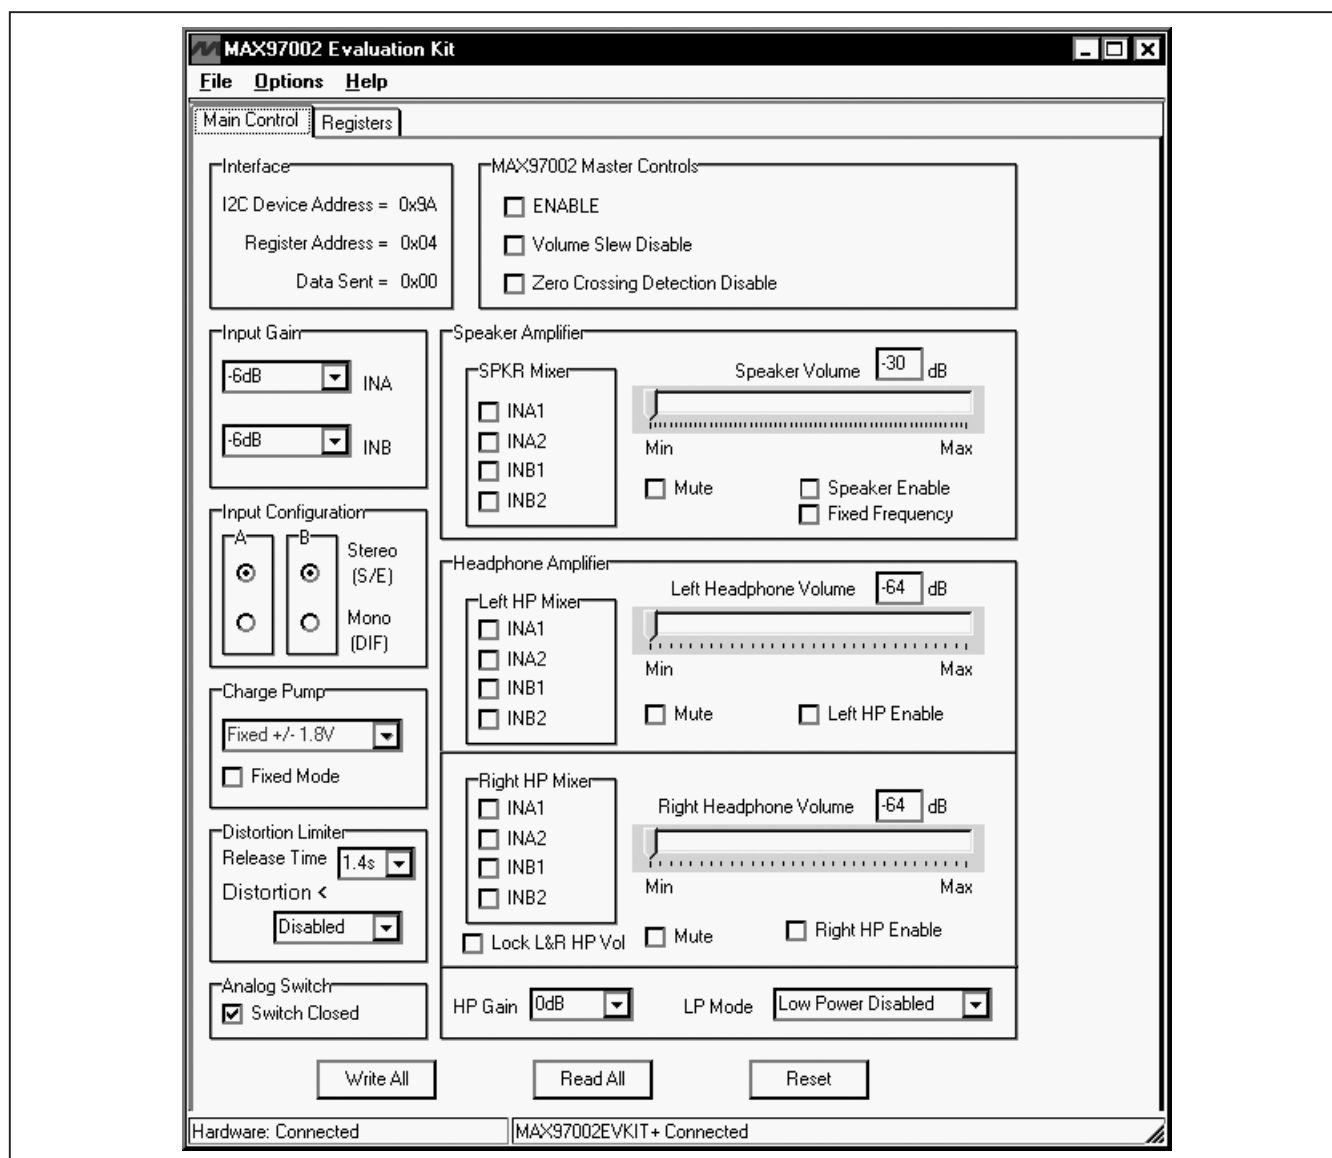 MAX97002 Evaluation Kit
File Options Help
Main Control Registers
Interface
I2C Device Address = 0x9A
Register Address = 0x04
Data Sent = 0x00
MAX97002 Master Controls
ENABLE
Volume Slew Disable
Zero Crossing Detection Disable
Input Gain
-6dB INA
-6dB INB
Input Configuration
A B
Stereo
(S/E)
Mono
(DIF)
Charge Pump
Fixed +/- 1.8V
Fixed Mode
Distortion Limiter
Release Time 1.4s
Distortion <
Disabled
Analog Switch
Switch Closed
Speaker Amplifier
SPKR Mixer
INA1
INA2
INB1
INB2
Speaker Volume -30 dB
Min Max
Mute Speaker Enable
Fixed Frequency
Headphone Amplifier
Left HP Mixer
INA1
INA2
INB1
INB2
Left Headphone Volume -64 dB
Min Max
Mute Left HP Enable
Right HP Mixer
INA1
INA2
INB1
INB2
Lock L&R HP Vol
Right Headphone Volume -64 dB
Min Max
Mute Right HP Enable
HP Gain 0dB LP Mode Low Power Disabled
Write All Read All Reset
Hardware: Connected MAX97002EVKIT+ Connected